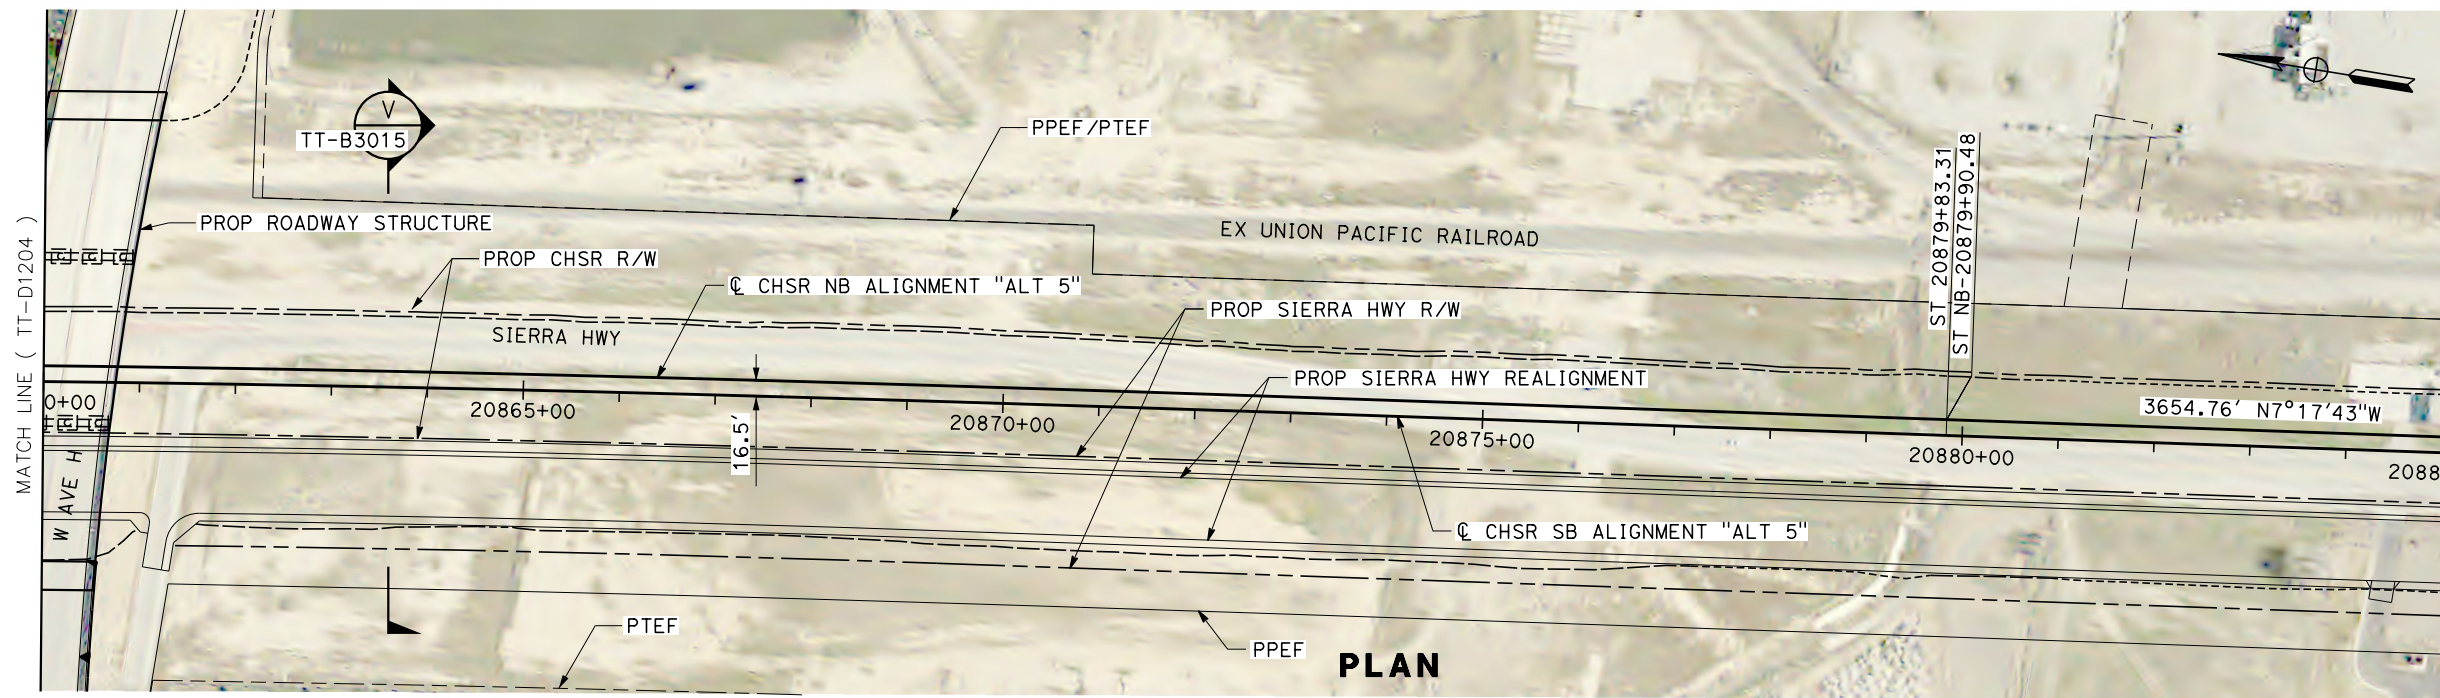 V
TT-B3015
PPEF/PTEF
PROP ROADWAY STRUCTURE
EX UNION PACIFIC RAILROAD
ST 20879+83.31
ST NB-20879+90.48
MATCH LINE ( TT-D1204 )
PROP CHSR R/W
℄ CHSR NB ALIGNMENT "ALT 5"
PROP SIERRA HWY R/W
SIERRA HWY
PROP SIERRA HWY REALIGNMENT
0+00
20865+00
20870+00
20875+00
20880+00
2088
3654.76' N7°17'43"W
16.5'
W AVE H
℄ CHSR SB ALIGNMENT "ALT 5"
PTEF
PPEF
PLAN